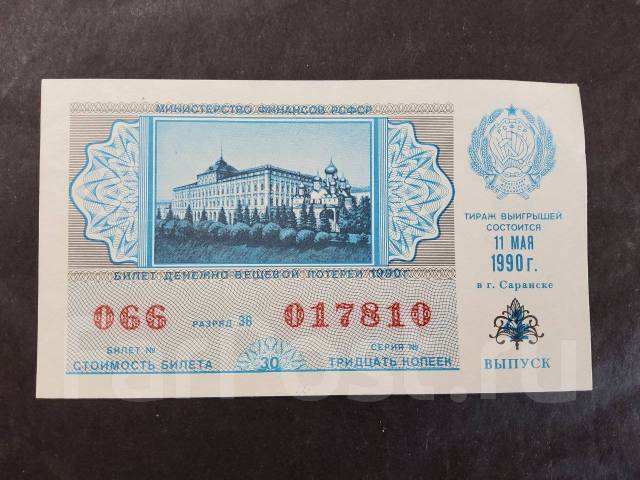 МИНИСТЕРСТВО ФИНАНСОВ РСФСР
БИЛЕТ ДЕНЕЖНО-ВЕЩЕВОЙ ЛОТЕРЕИ 1990 г.
066 РАЗРЯД 36 017810
БИЛЕТ № СЕРИЯ №
СТОИМОСТЬ БИЛЕТА 30 ТРИДЦАТЬ КОПЕЕК
РСФСР
ТИРАЖ ВЫИГРЫШЕЙ
СОСТОИТСЯ
11 МАЯ
1990 г.
в г. Саранске
ВЫПУСК